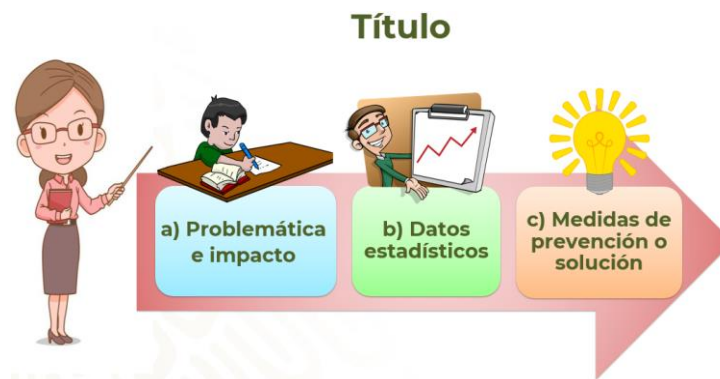 Título
a) Problemática
e impacto
b) Datos
estadísticos
c) Medidas de
prevención o
solución